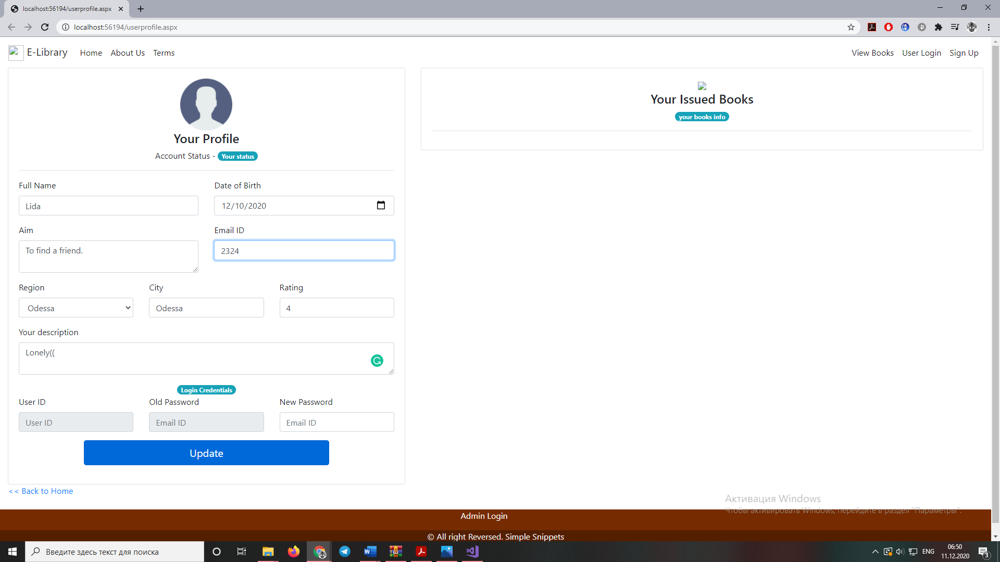 localhost:56194/userprofile.aspx
localhost:56194/userprofile.aspx
E-Library Home About Us Terms View Books User Login Sign Up
Your Profile
Account Status - Your status
Full Name Date of Birth
Lida 12/10/2020
Aim Email ID
To find a friend. 2324
Region City Rating
Odessa Odessa 4
Your description
Lonely((
Login Credentials
User ID Old Password New Password
User ID Email ID Email ID
Update
<< Back to Home
Your Issued Books
your books info
Активация Windows
Чтобы активировать Windows, перейдите в раздел "Параметры".
Admin Login
© All right Reversed. Simple Snippets
Введите здесь текст для поиска
ENG
06:50
11.12.2020
3